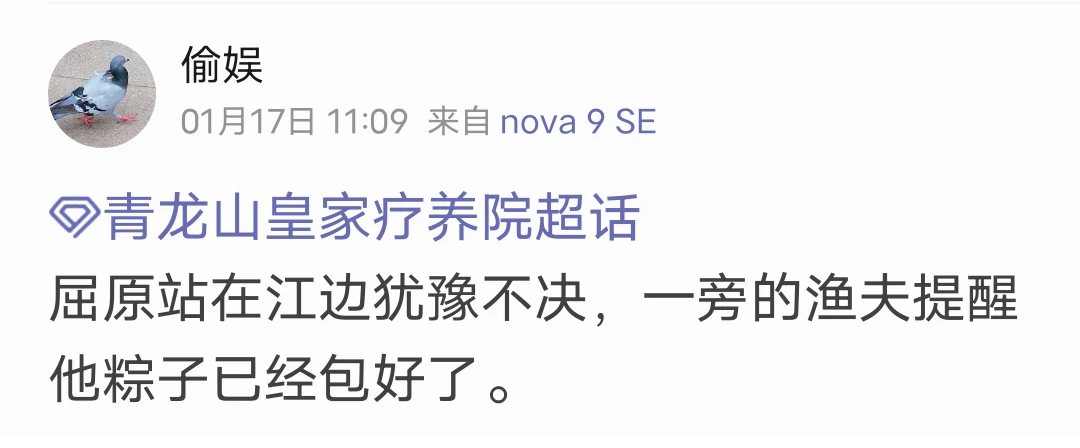 偷娱
01月17日 11:09 来自 nova 9 SE
青龙山皇家疗养院超话
屈原站在江边犹豫不决，一旁的渔夫提醒
他粽子已经包好了。